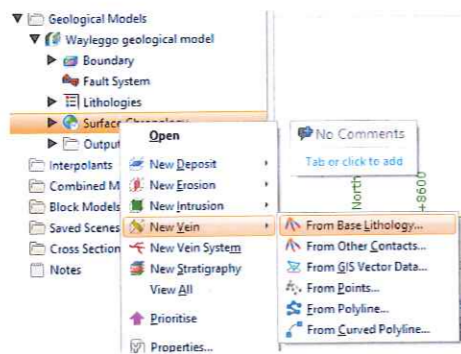 Geological Models
Wayleggo geological model
Boundary
Fault System
Lithologies
Surface Chronology
Output
Interpolants
Combined M
Block Models
Saved Scenes
Cross Section
Notes
Open
New Deposit
New Erosion
New Intrusion
New Vein
New Vein System
New Stratigraphy
View All
Prioritise
Properties...
No Comments
Tab or click to add
North
+8600
From Base Lithology...
From Other Contacts...
From GIS Vector Data...
From Points...
From Polyline...
From Curved Polyline...